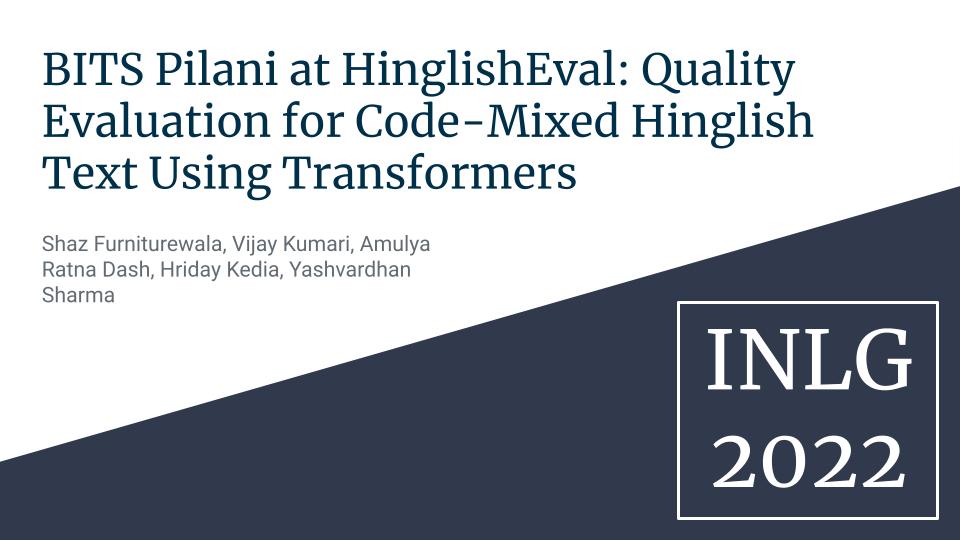 BITS Pilani at HinglishEval: Quality
Evaluation for Code-Mixed Hinglish
Text Using Transformers
Shaz Furniturewala, Vijay Kumari, Amulya
Ratna Dash, Hriday Kedia, Yashvardhan
Sharma
INLG
2022